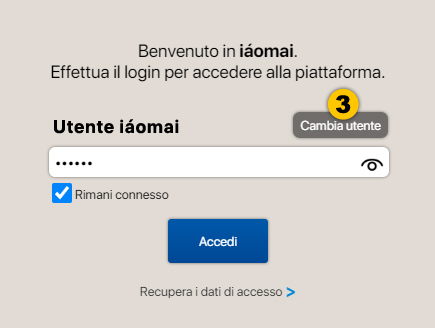 Benvenuto in iáomai.
Effettua il login per accedere alla piattaforma.
3
Utente iáomai
Cambia utente
••••••
Rimani connesso
Accedi
Recupera i dati di accesso >